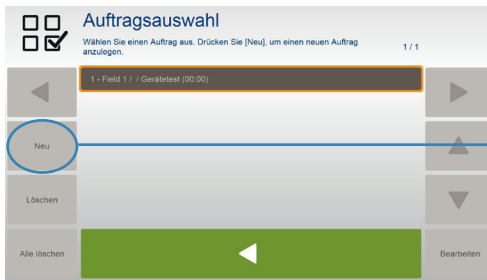 Auftragsauswahl
Wählen Sie einen Auftrag aus. Drücken Sie [Neu], um einen neuen Auftrag
anzulegen.
1 / 1
1 - Field 1 / / Gerätetest (00:00)
Neu
Löschen
Alle löschen
Bearbeiten